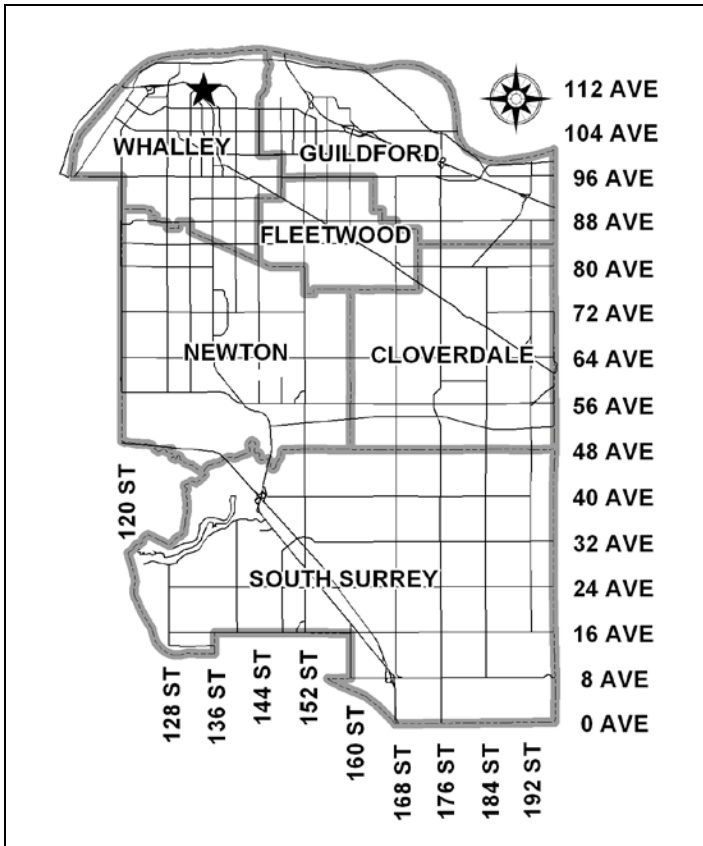 112 AVE
104 AVE
WHALLEY
GUILDFORD
96 AVE
88 AVE
FLEETWOOD
80 AVE
72 AVE
NEWTON
CLOVERDALE
64 AVE
56 AVE
48 AVE
120 ST
40 AVE
32 AVE
SOUTH SURREY
24 AVE
16 AVE
128 ST
136 ST
144 ST
152 ST
160 ST
8 AVE
0 AVE
168 ST
176 ST
184 ST
192 ST